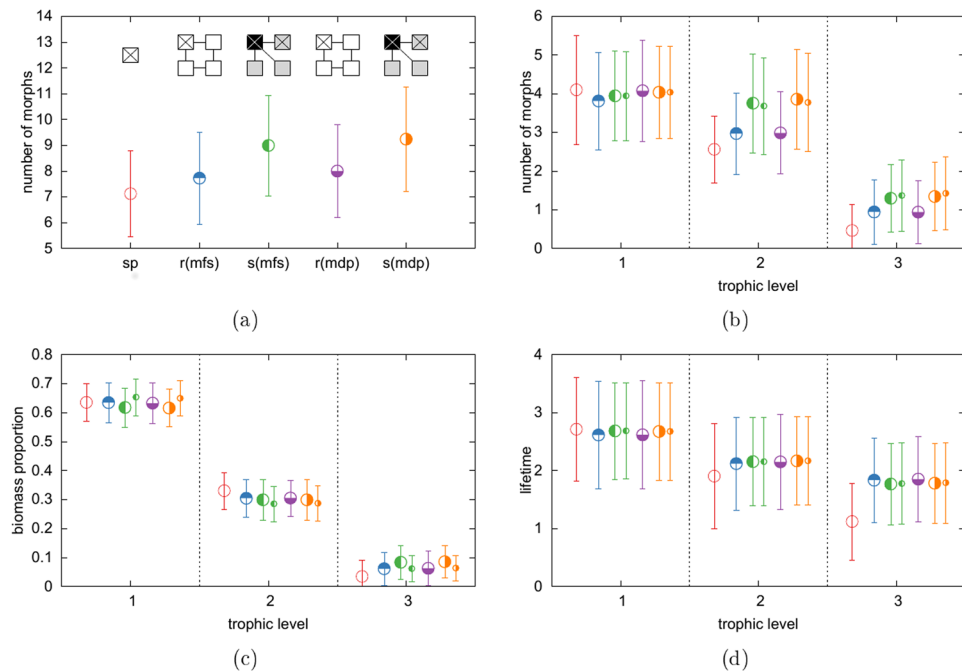 14
13
12
11
10
9
8
7
6
5
number of morphs
sp r(mfs) s(mfs) r(mdp) s(mdp)
(a)
6
5
4
3
2
1
0
number of morphs
1 2 3
trophic level
(b)
0.8
0.7
0.6
0.5
0.4
0.3
0.2
0.1
0
biomass proportion
1 2 3
trophic level
(c)
4
3
2
1
0
lifetime
1 2 3
trophic level
(d)